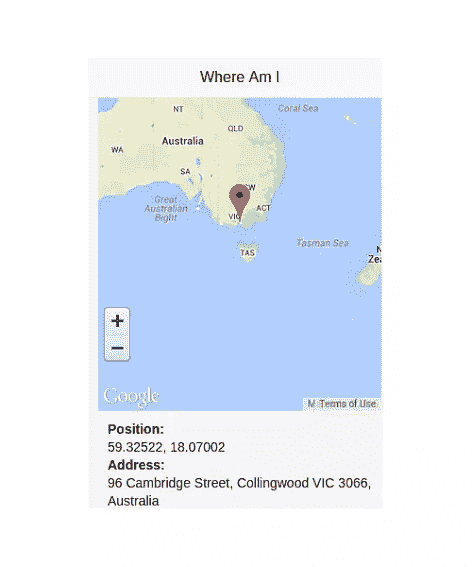 Where Am I
NT
Coral Sea
QLD
Australia
WA
SA
Great
Australian
Bight
VIC
ACT
TAS
Tasman Sea
+
−
Google
Terms of Use
Position:
59.32522, 18.07002
Address:
96 Cambridge Street, Collingwood VIC 3066,
Australia